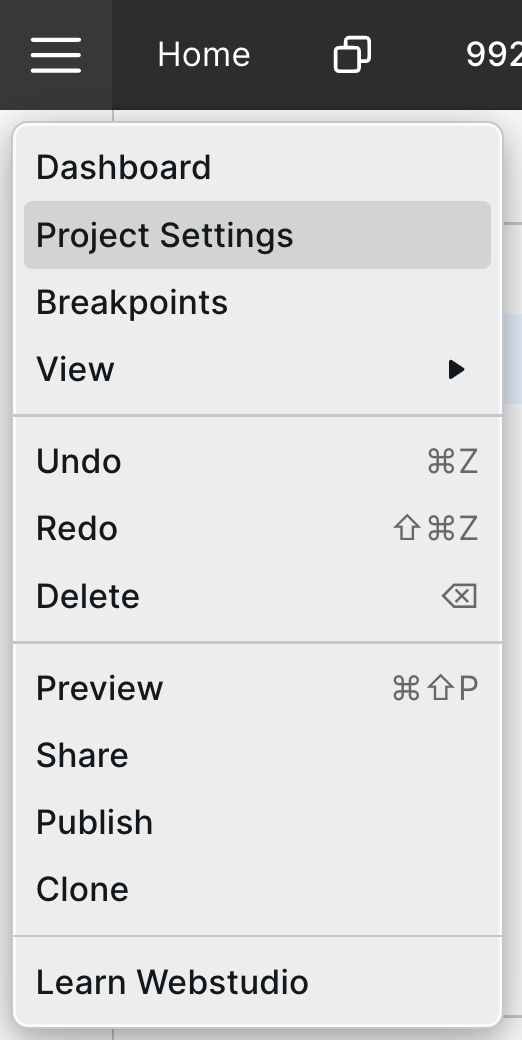 Home 992
Dashboard
Project Settings
Breakpoints
View
Undo ⌘Z
Redo ⇧⌘Z
Delete ⌫
Preview ⌘⇧P
Share
Publish
Clone
Learn Webstudio